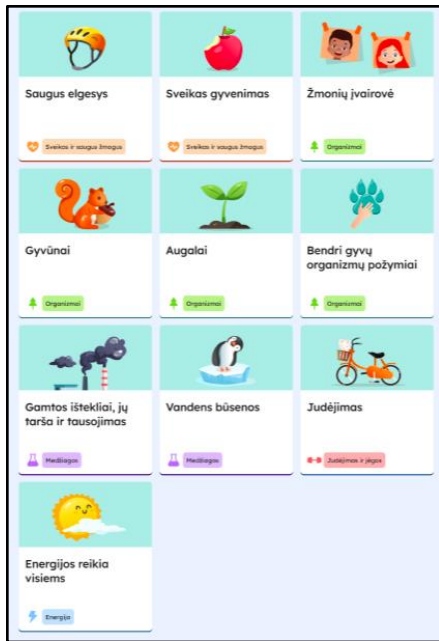 Saugus elgesys
Sveikas ir saugus žmogus
Sveikas gyvenimas
Sveikas ir saugus žmogus
Žmonių įvairovė
Organizmai
Gyvūnai
Organizmai
Augalai
Organizmai
Bendri gyvų
organizmų požymiai
Organizmai
Gamtos ištekliai, jų
tarša ir tausojimas
Medžiagos
Vandens būsenos
Medžiagos
Judėjimas
Judėjimas ir jėgos
Energijos reikia
visiems
Energija